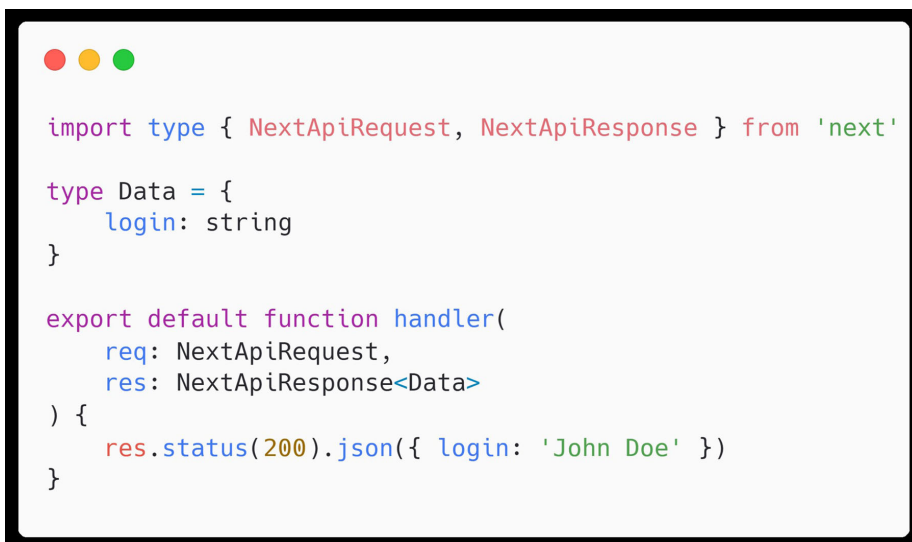 import type { NextApiRequest, NextApiResponse } from 'next'
type Data = {
    login: string
}
export default function handler(
    req: NextApiRequest,
    res: NextApiResponse<Data>
) {
    res.status(200).json({ login: 'John Doe' })
}